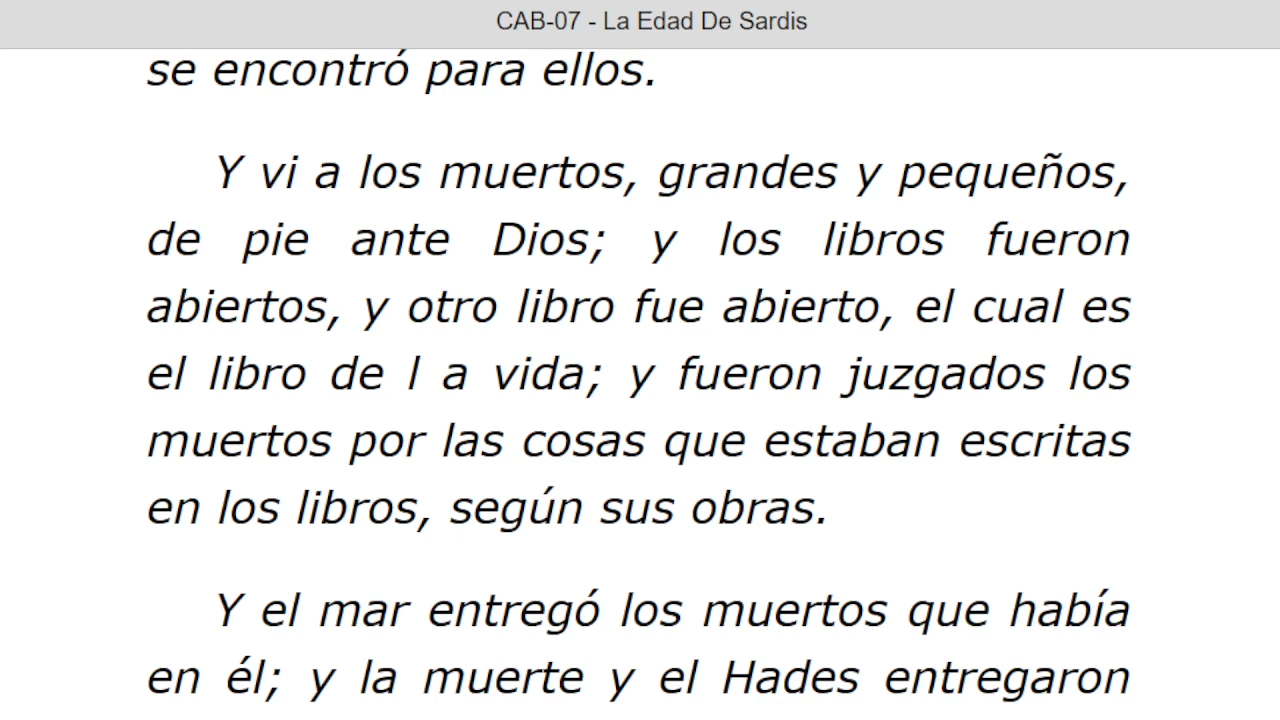 CAB-07 - La Edad De Sardis
se encontró para ellos.
Y vi a los muertos, grandes y pequeños,
de pie ante Dios; y los libros fueron
abiertos, y otro libro fue abierto, el cual es
el libro de l a vida; y fueron juzgados los
muertos por las cosas que estaban escritas
en los libros, según sus obras.
Y el mar entregó los muertos que había
en él; y la muerte y el Hades entregaron